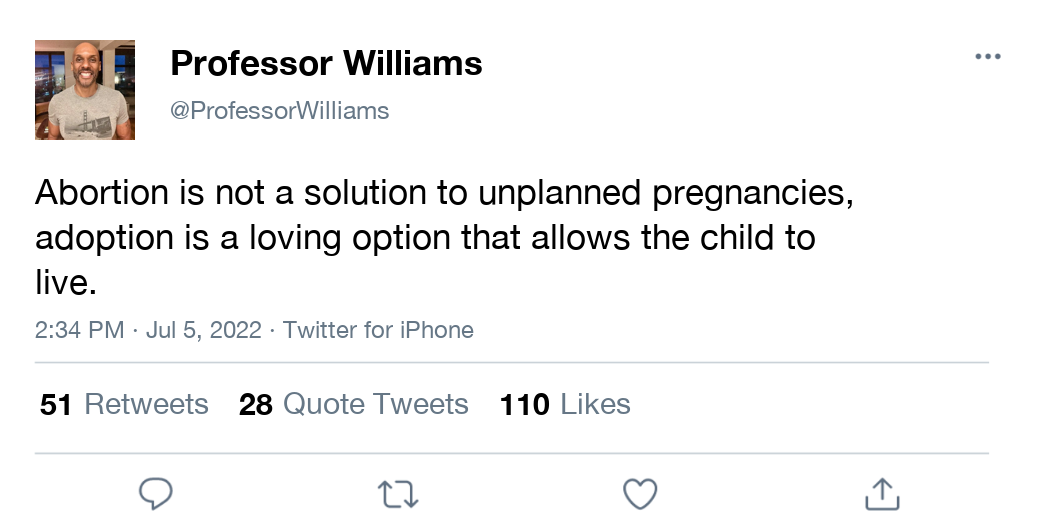 Professor Williams
@ProfessorWilliams
Abortion is not a solution to unplanned pregnancies,
adoption is a loving option that allows the child to
live.
2:34 PM · Jul 5, 2022 · Twitter for iPhone
51 Retweets 28 Quote Tweets 110 Likes